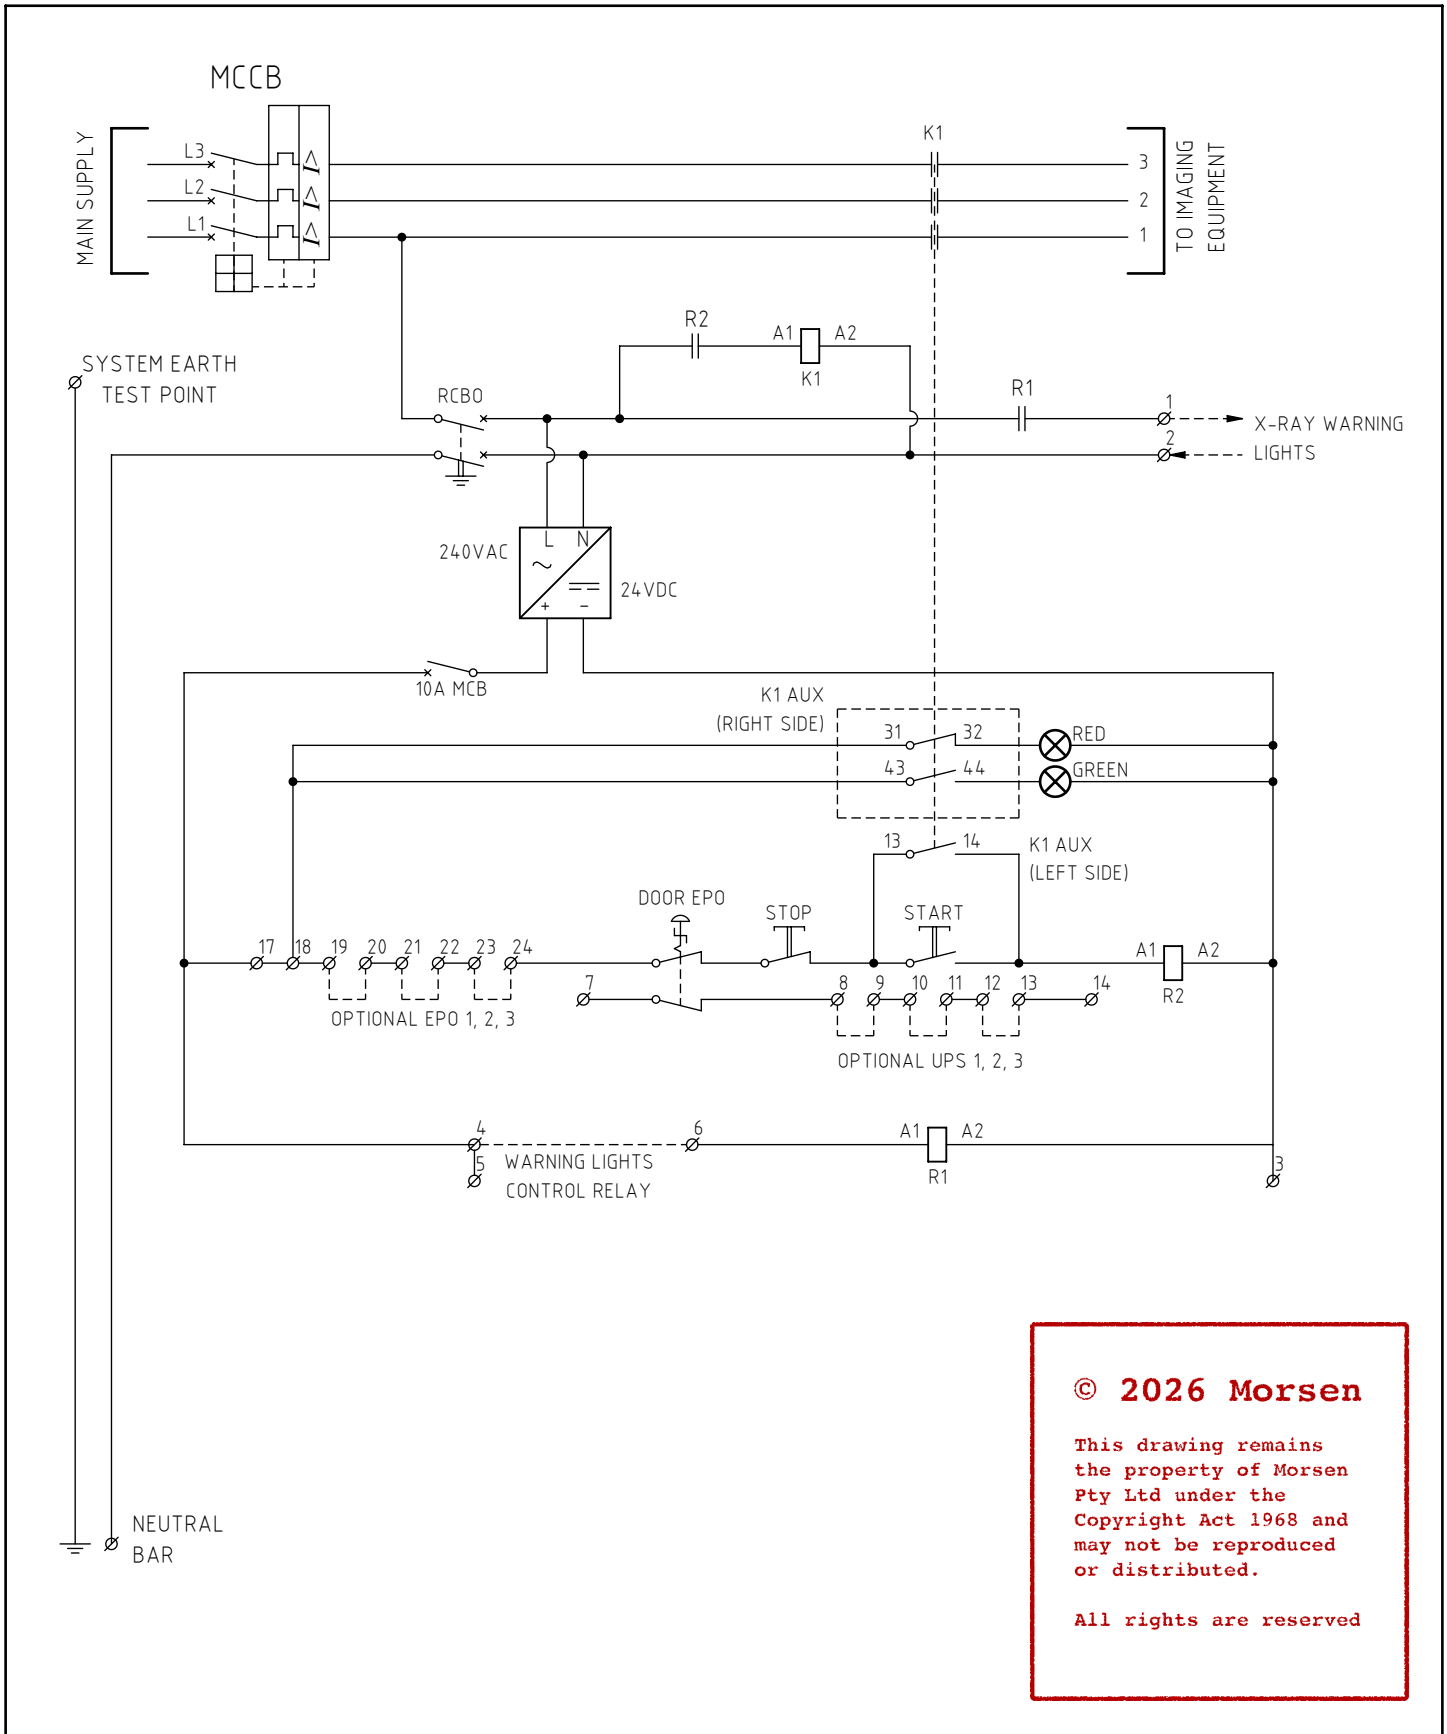 MCCB
MAIN SUPPLY
L3
L2
L1
I>
I>
I>
K1
3
2
1
TO IMAGING
EQUIPMENT
R2
A1
A2
K1
SYSTEM EARTH
TEST POINT
RCBO
R1
1
2
X-RAY WARNING
LIGHTS
240VAC
L
N
24VDC
+
-
10A MCB
K1 AUX
(RIGHT SIDE)
31
32
RED
43
44
GREEN
13
14
K1 AUX
(LEFT SIDE)
DOOR EPO
STOP
START
17
18
19
20
21
22
23
24
A1
A2
R2
OPTIONAL EPO 1, 2, 3
7
8
9
10
11
12
13
14
OPTIONAL UPS 1, 2, 3
4
5
6
WARNING LIGHTS
CONTROL RELAY
A1
A2
R1
3
NEUTRAL
BAR
© 2026 Morsen
This drawing remains
the property of Morsen
Pty Ltd under the
Copyright Act 1968 and
may not be reproduced
or distributed.
All rights are reserved